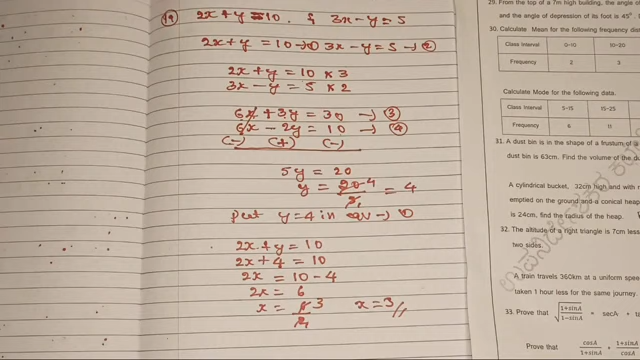 19) 2x+y=10. & 3x-y=5
2x+y=10→① 3x-y=5→②
2x+y=10 × 3
3x-y=5 × 2
6x+3y=30 → ③
6x-2y=10 → ④
(-) (+) (-)
5y=20
y=20/5 4 = 4
put y=4 in eqn → ①
2x+y=10
2x+4=10
2x=10-4
2x=6
x=6/2 3 x=3//
29. From the top of a 7m high building, the angle of
and the angle of depression of its foot is 45°
30. Calculate Mean for the following frequency dist
Class Interval 0-10 10-20
Frequency 2 3
Calculate Mode for the following data.
Class Interval 5-15 15-25
Frequency 6 11
31. A dust bin is in the shape of a frustum of a
dust bin is 63cm. Find the volume of the du
A cylindrical bucket, 32cm high and with r
emptied on the ground and a conical heap
is 24cm, find the radius of the heap.
32. The altitude of a right triangle is 7cm less
two sides.
A train travels 360km at a uniform speed
taken 1 hour less for the same journey.
33. Prove that √(1+sinA/1-sinA) = secA + ta
Prove that cosA/1+sinA + 1+sinA/cosA